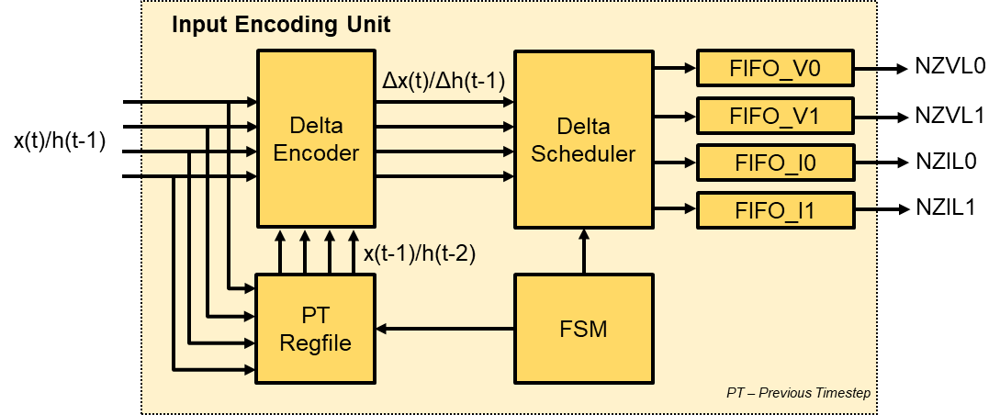 Input Encoding Unit
x(t)/h(t-1)
Delta
Encoder
Δx(t)/Δh(t-1)
Delta
Scheduler
FIFO_V0
NZVL0
FIFO_V1
NZVL1
FIFO_I0
NZIL0
FIFO_I1
NZIL1
x(t-1)/h(t-2)
PT
Regfile
FSM
PT – Previous Timestep